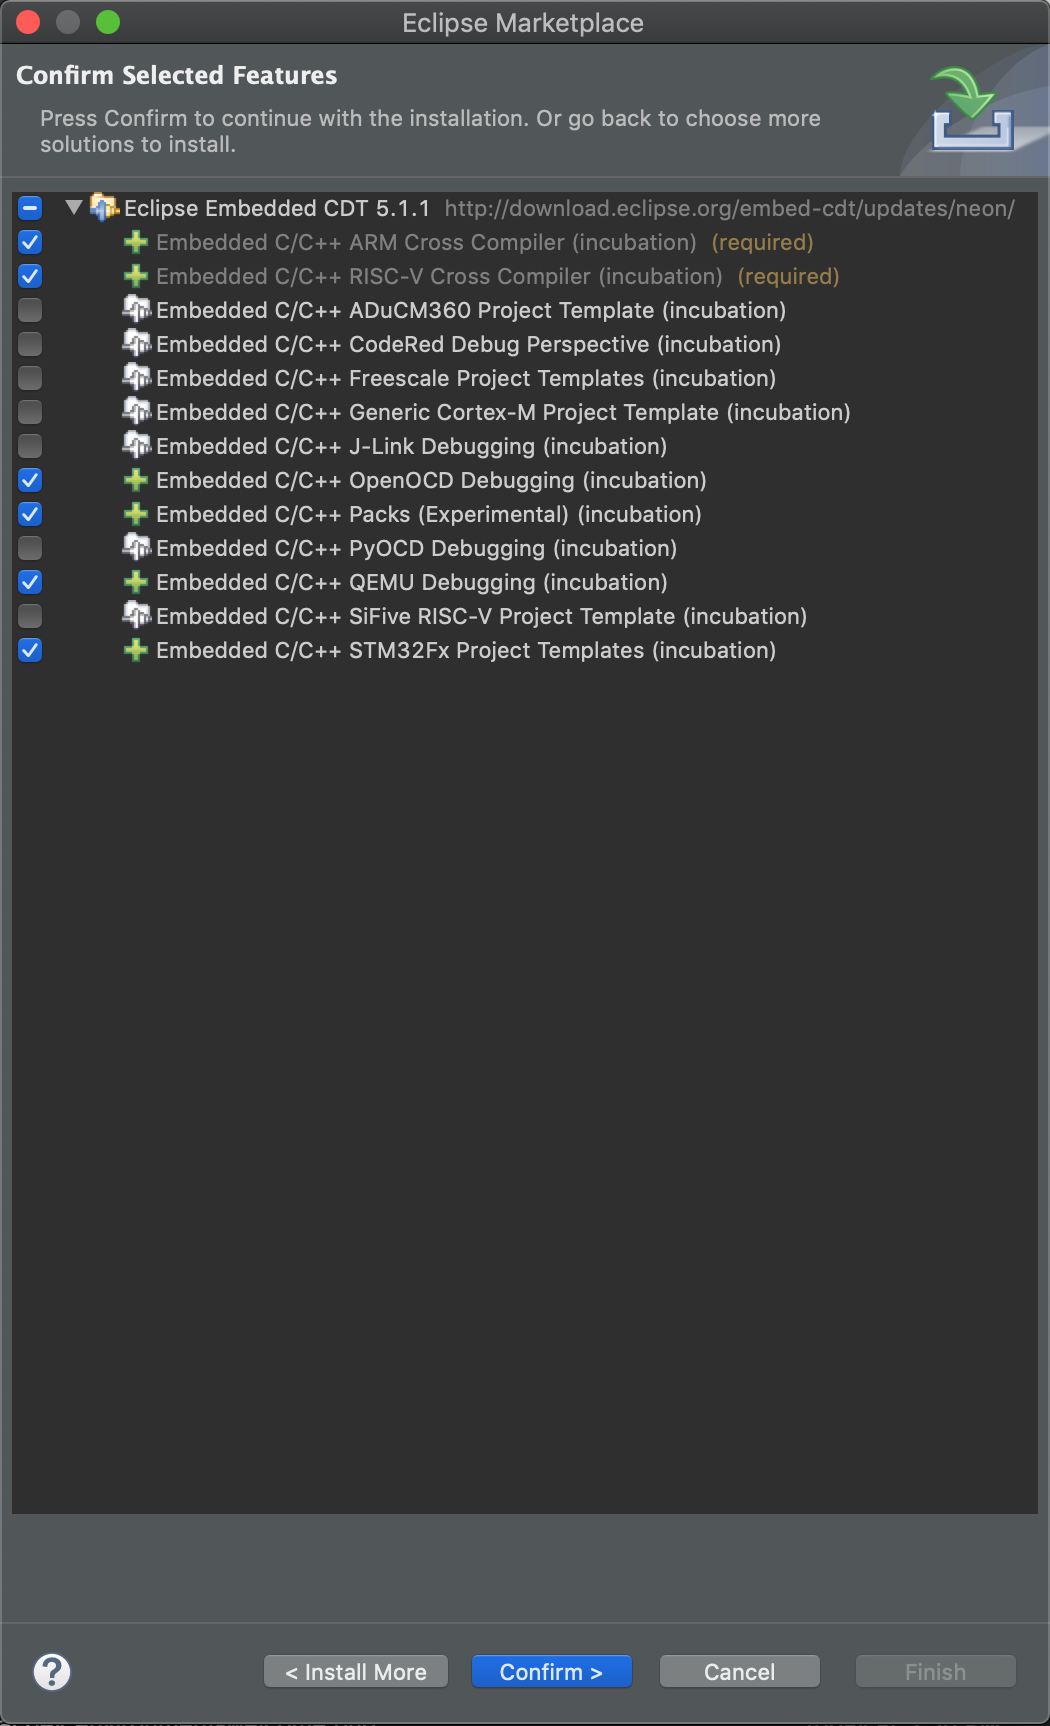 Eclipse Marketplace
Confirm Selected Features
Press Confirm to continue with the installation. Or go back to choose more
solutions to install.
Eclipse Embedded CDT 5.1.1 http://download.eclipse.org/embed-cdt/updates/neon/
Embedded C/C++ ARM Cross Compiler (incubation) (required)
Embedded C/C++ RISC-V Cross Compiler (incubation) (required)
Embedded C/C++ ADuCM360 Project Template (incubation)
Embedded C/C++ CodeRed Debug Perspective (incubation)
Embedded C/C++ Freescale Project Templates (incubation)
Embedded C/C++ Generic Cortex-M Project Template (incubation)
Embedded C/C++ J-Link Debugging (incubation)
Embedded C/C++ OpenOCD Debugging (incubation)
Embedded C/C++ Packs (Experimental) (incubation)
Embedded C/C++ PyOCD Debugging (incubation)
Embedded C/C++ QEMU Debugging (incubation)
Embedded C/C++ SiFive RISC-V Project Template (incubation)
Embedded C/C++ STM32Fx Project Templates (incubation)
? < Install More Confirm > Cancel Finish